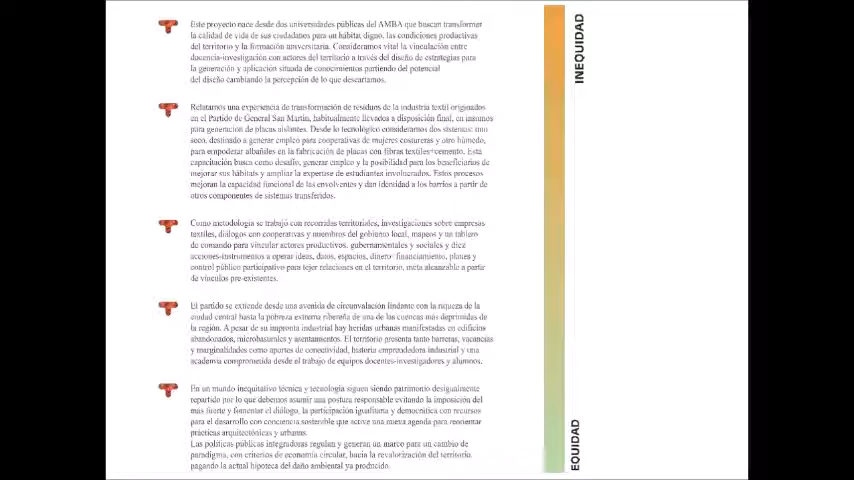 Este proyecto nace desde dos universidades públicas del AMBA que buscan transformar
la calidad de vida de sus ciudadanos para un hábitat digno, las condiciones productivas
del territorio y la formación universitaria. Consideramos vital la vinculación entre
docencia-investigación con actores del territorio a través del diseño de estrategias para
la generación y aplicación situada de conocimientos partiendo del potencial
del diseño cambiando la percepción de lo que descartamos.
Relatamos una experiencia de transformación de residuos de la industria textil originados
en el Partido de General San Martín, habitualmente llevados a disposición final, en insumos
para generación de placas aislantes. Desde lo tecnológico consideramos dos sistemas: uno
seco, destinado a generar empleo para cooperativas de mujeres costureras y otro húmedo,
para empoderar albañiles en la fabricación de placas con fibras textiles+cemento. Esta
capacitación busca como desafío, generar empleo y la posibilidad para los beneficiarios de
mejorar sus hábitats y ampliar la expertise de estudiantes involucrados. Estos procesos
mejoran la capacidad funcional de las envolventes y dan identidad a los barrios a partir de
otros componentes de sistemas transferidos.
Como metodología se trabajó con recorridos territoriales, investigaciones sobre empresas
textiles, diálogos con cooperativas y miembros del gobierno local, mapeos y un tablero
de comando para vincular actores productivos, gubernamentales y sociales y diez
acciones-instrumentos a operar ideas, datos, espacios, dinero- financiamiento, planes y
control público participativo para tejer relaciones en el territorio, meta alcanzable a partir
de vínculos pre-existentes.
El partido se extiende desde una avenida de circunvalación lindante con la riqueza de la
ciudad central hasta la pobreza extrema ribereña de una de las cuencas más deprimidas de
la región. A pesar de su impronta industrial hay heridas urbanas manifestadas en edificios
abandonados, microbasurales y asentamientos. El territorio presenta tanto barreras, vacancias
y marginalidades como aportes de conectividad, historia emprendedora industrial y una
academia comprometida desde el trabajo de equipos docentes-investigadores y alumnos.
En un mundo inequitativo técnica y tecnología siguen siendo patrimonio desigualmente
repartido por lo que debemos asumir una postura responsable evitando la imposición del
más fuerte y fomentar el diálogo, la participación igualitaria y democrática con recursos
para el desarrollo con conciencia sostenible que active una nueva agenda para reorientar
prácticas arquitectónicas y urbanas.
Las políticas públicas integradoras regulan y generan un marco para un cambio de
paradigma, con criterios de economía circular, hacia la revalorización del territorio,
pagando la actual hipoteca del daño ambiental ya producido.
INEQUIDAD
EQUIDAD